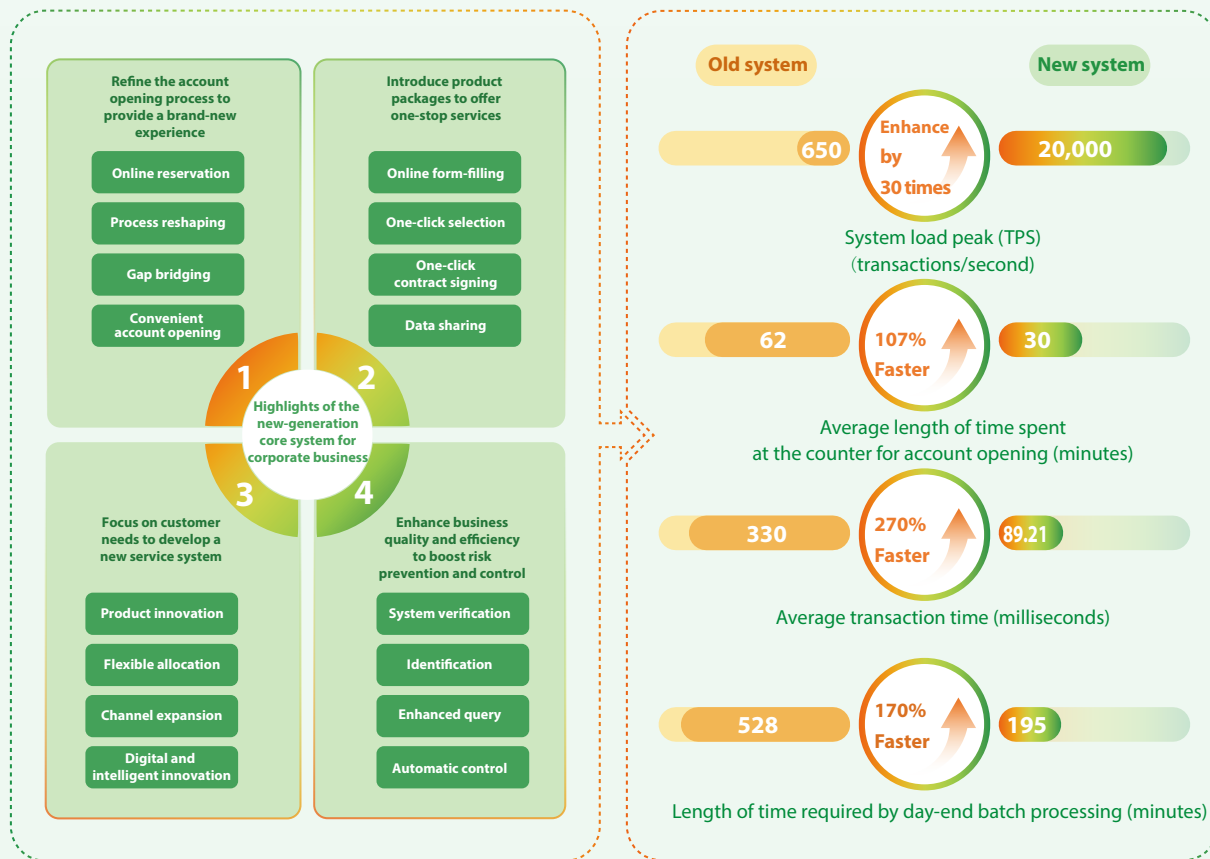 Refine the account
opening process to
provide a brand-new
experience
Online reservation
Process reshaping
Gap bridging
Convenient
account opening
Introduce product
packages to offer
one-stop services
Online form-filling
One-click selection
One-click
contract signing
Data sharing
1
2
3
4
Highlights of the
new-generation
core system for
corporate business
Focus on customer
needs to develop a
new service system
Product innovation
Flexible allocation
Channel expansion
Digital and
intelligent innovation
Enhance business
quality and efficiency
to boost risk
prevention and control
System verification
Identification
Enhanced query
Automatic control
Old system
New system
650
Enhance
by
30 times
20,000
System load peak (TPS)
(transactions/second)
62
107%
Faster
30
Average length of time spent
at the counter for account opening (minutes)
330
270%
Faster
89.21
Average transaction time (milliseconds)
528
170%
Faster
195
Length of time required by day-end batch processing (minutes)